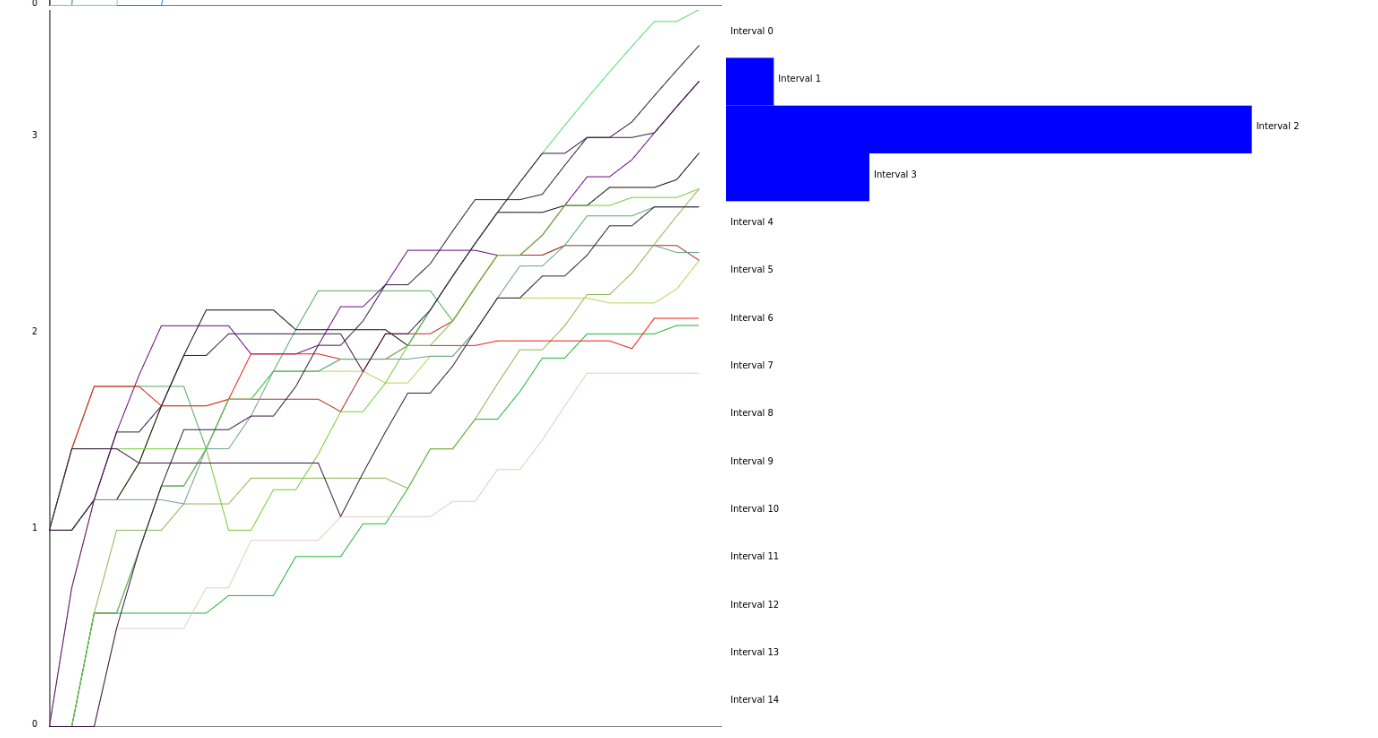 0
3
2
1
0
Interval 0
Interval 1
Interval 2
Interval 3
Interval 4
Interval 5
Interval 6
Interval 7
Interval 8
Interval 9
Interval 10
Interval 11
Interval 12
Interval 13
Interval 14